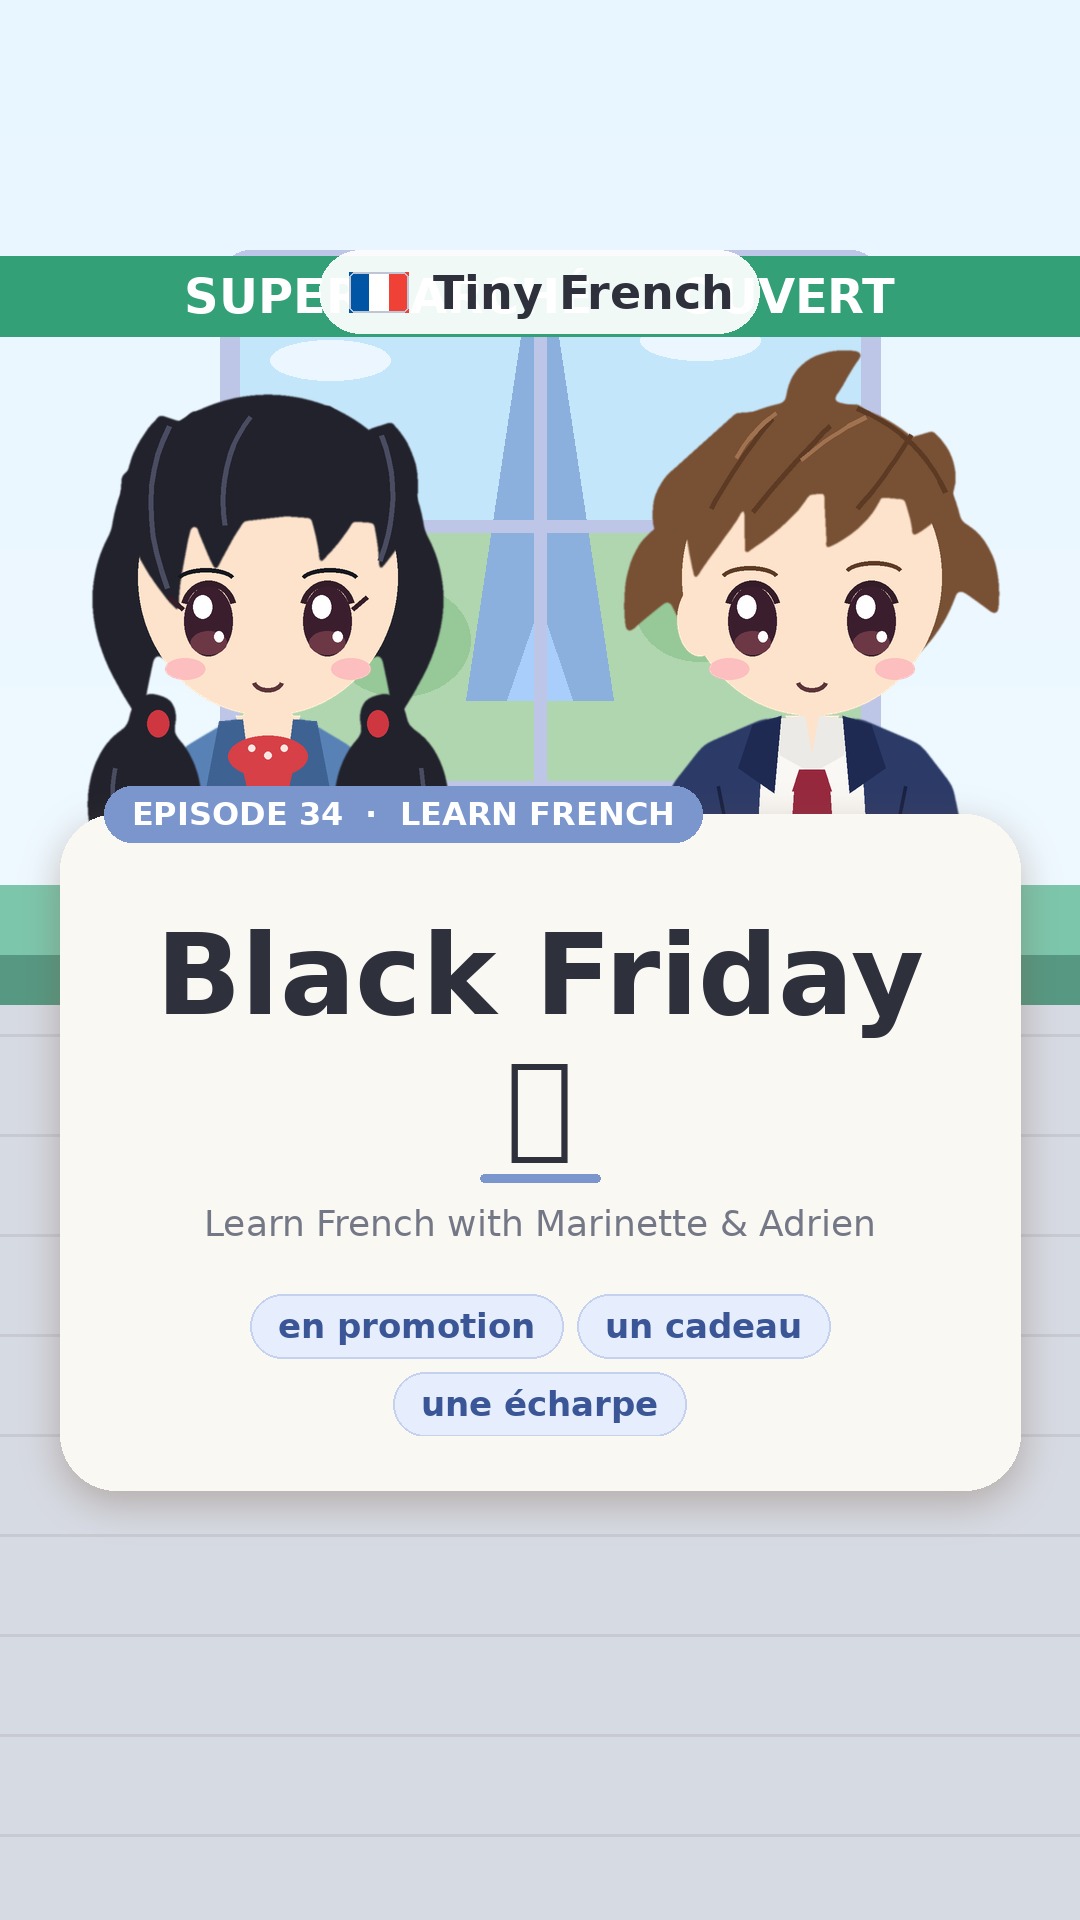 Tiny French
EPISODE 34 · LEARN FRENCH
Black Friday
Learn French with Marinette & Adrien
en promotion un cadeau
une écharpe